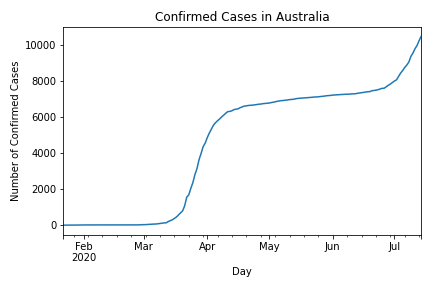 Confirmed Cases in Australia
Number of Confirmed Cases
10000
8000
6000
4000
2000
0
Feb Mar Apr May Jun Jul
2020
Day